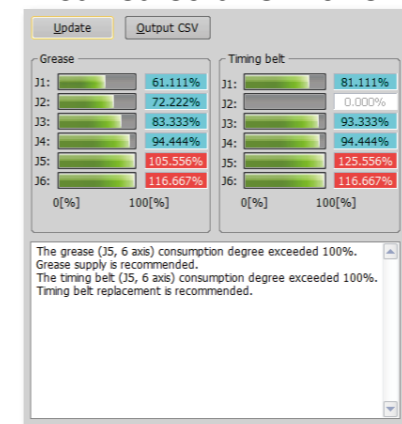 Update Output CSV
Grease
J1: 61.111%
J2: 72.222%
J3: 83.333%
J4: 94.444%
J5: 105.556%
J6: 116.667%
0[%] 100[%]
Timing belt
J1: 81.111%
J2: 0.000%
J3: 93.333%
J4: 94.444%
J5: 125.556%
J6: 116.667%
0[%] 100[%]
The grease (J5, 6 axis) consumption degree exceeded 100%.
Grease supply is recommended.
The timing belt (J5, 6 axis) consumption degree exceeded 100%.
Timing belt replacement is recommended.